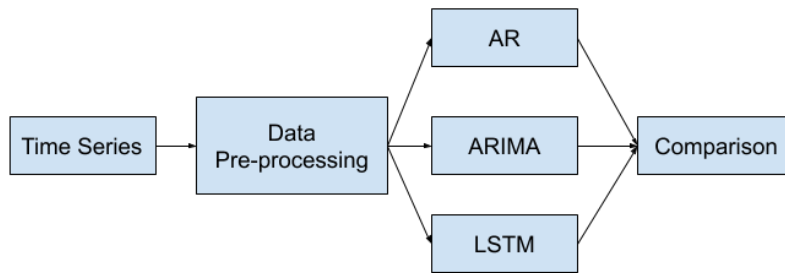 Time Series
Data
Pre-processing
AR
ARIMA
LSTM
Comparison